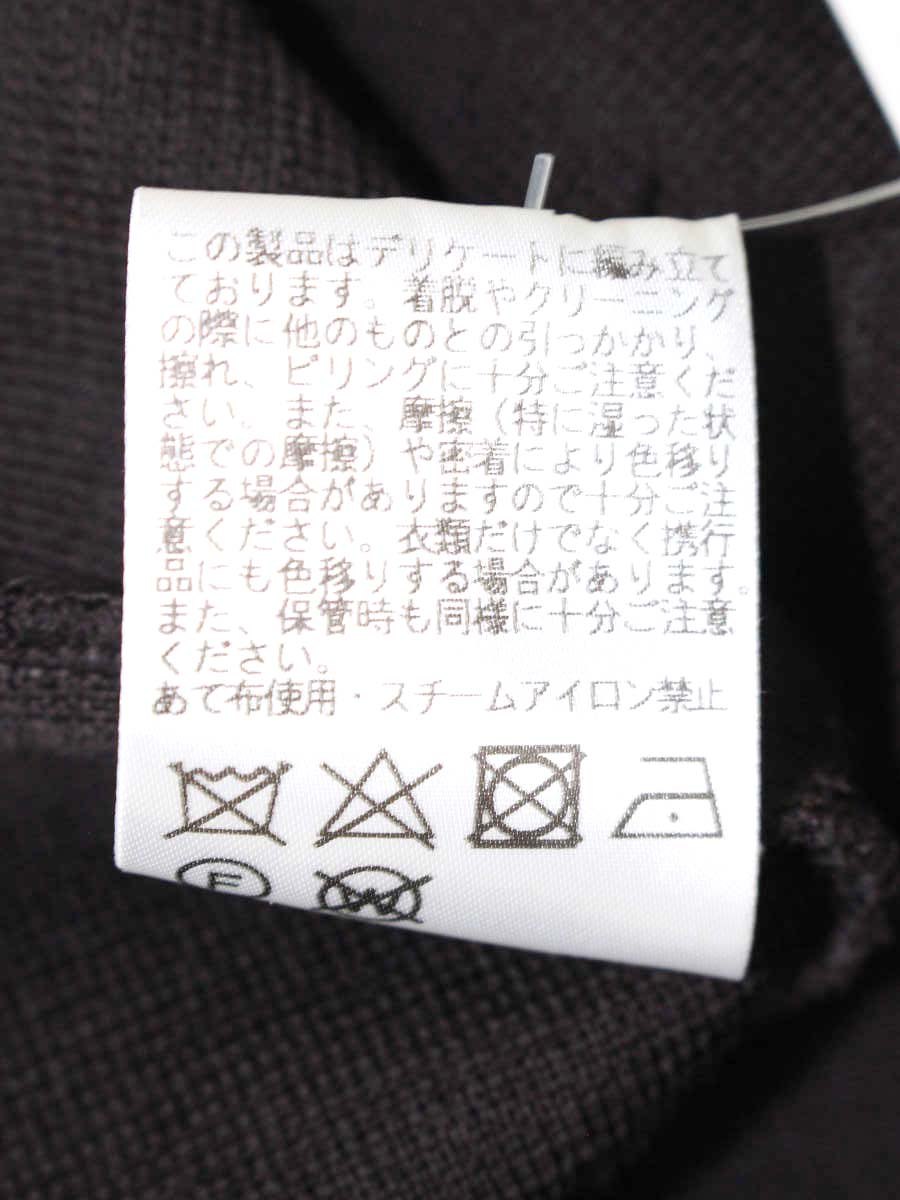 この製品はデリケートに編み立て
ております。着脱やクリーニング
の際に他のものとの引っかかり、
擦れ、ピリングに十分ご注意くだ
さい。また、摩擦（特に湿った状
態での摩擦）や密着により色移り
する場合がありますので十分ご注
意ください。衣類だけでなく携行
品にも色移りする場合があります。
また、保管時も同様に十分ご注意
ください。
あて布使用・スチームアイロン禁止
F W